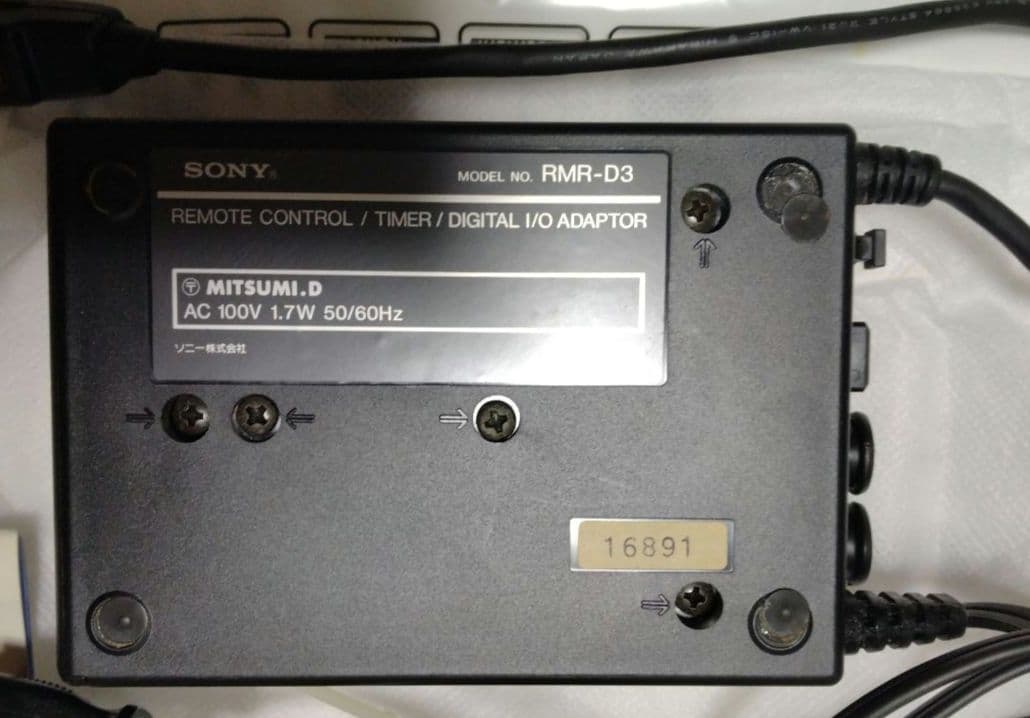 SONY®
MODEL NO. RMR-D3
REMOTE CONTROL / TIMER / DIGITAL I/O ADAPTOR
〒 MITSUMI.D
AC 100V 1.7W 50/60Hz
ソニー株式会社
16891